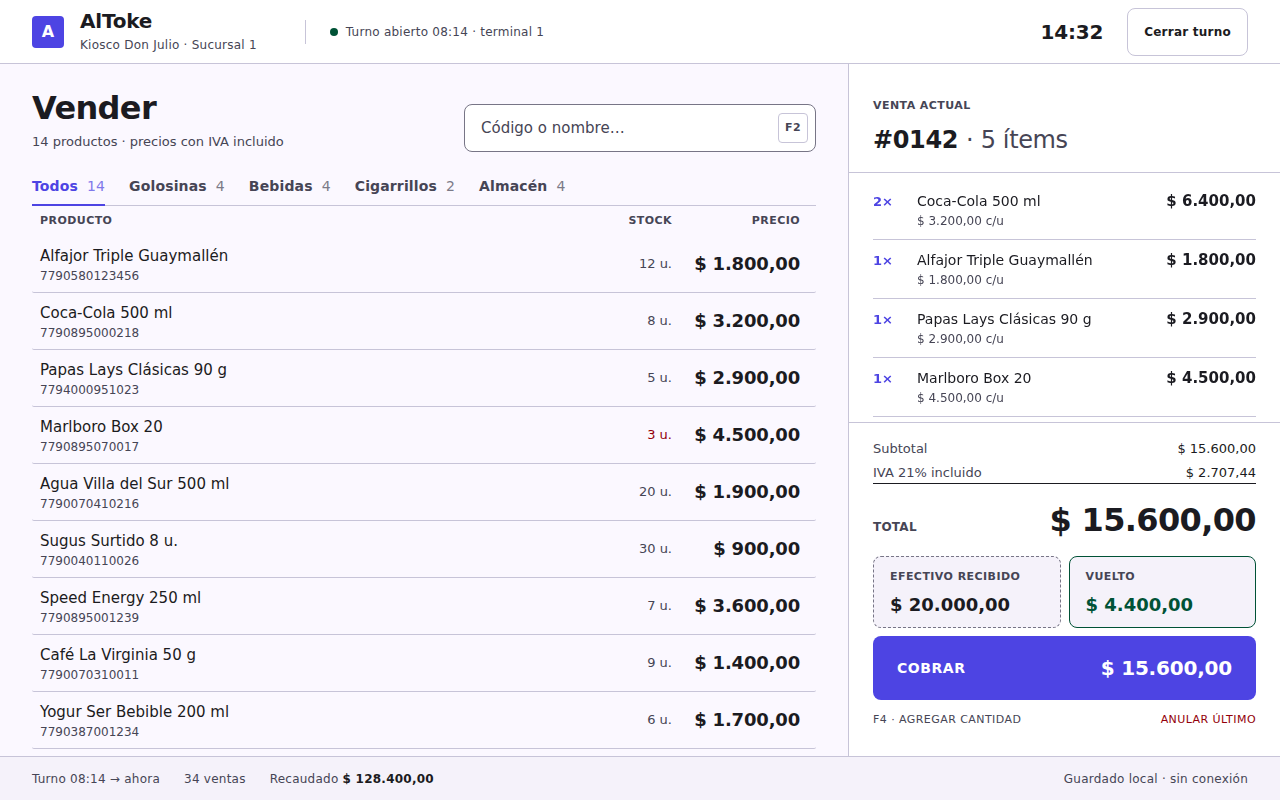 A
AlToke
Kiosco Don Julio · Sucursal 1
Turno abierto 08:14 · terminal 1
14:32
Cerrar turno
Vender
14 productos · precios con IVA incluido
Código o nombre…
F2
Todos 14
Golosinas 4
Bebidas 4
Cigarrillos 2
Almacén 4
PRODUCTO STOCK PRECIO
Alfajor Triple Guaymallén
7790580123456
12 u. $ 1.800,00
Coca-Cola 500 ml
7790895000218
8 u. $ 3.200,00
Papas Lays Clásicas 90 g
7794000951023
5 u. $ 2.900,00
Marlboro Box 20
7790895070017
3 u. $ 4.500,00
Agua Villa del Sur 500 ml
7790070410216
20 u. $ 1.900,00
Sugus Surtido 8 u.
7790040110026
30 u. $ 900,00
Speed Energy 250 ml
7790895001239
7 u. $ 3.600,00
Café La Virginia 50 g
7790070310011
9 u. $ 1.400,00
Yogur Ser Bebible 200 ml
7790387001234
6 u. $ 1.700,00
VENTA ACTUAL
#0142 · 5 ítems
2× Coca-Cola 500 ml $ 6.400,00
$ 3.200,00 c/u
1× Alfajor Triple Guaymallén $ 1.800,00
$ 1.800,00 c/u
1× Papas Lays Clásicas 90 g $ 2.900,00
$ 2.900,00 c/u
1× Marlboro Box 20 $ 4.500,00
$ 4.500,00 c/u
Subtotal $ 15.600,00
IVA 21% incluido $ 2.707,44
TOTAL $ 15.600,00
EFECTIVO RECIBIDO
$ 20.000,00
VUELTO
$ 4.400,00
COBRAR $ 15.600,00
F4 · AGREGAR CANTIDAD
ANULAR ÚLTIMO
Turno 08:14 → ahora
34 ventas
Recaudado $ 128.400,00
Guardado local · sin conexión